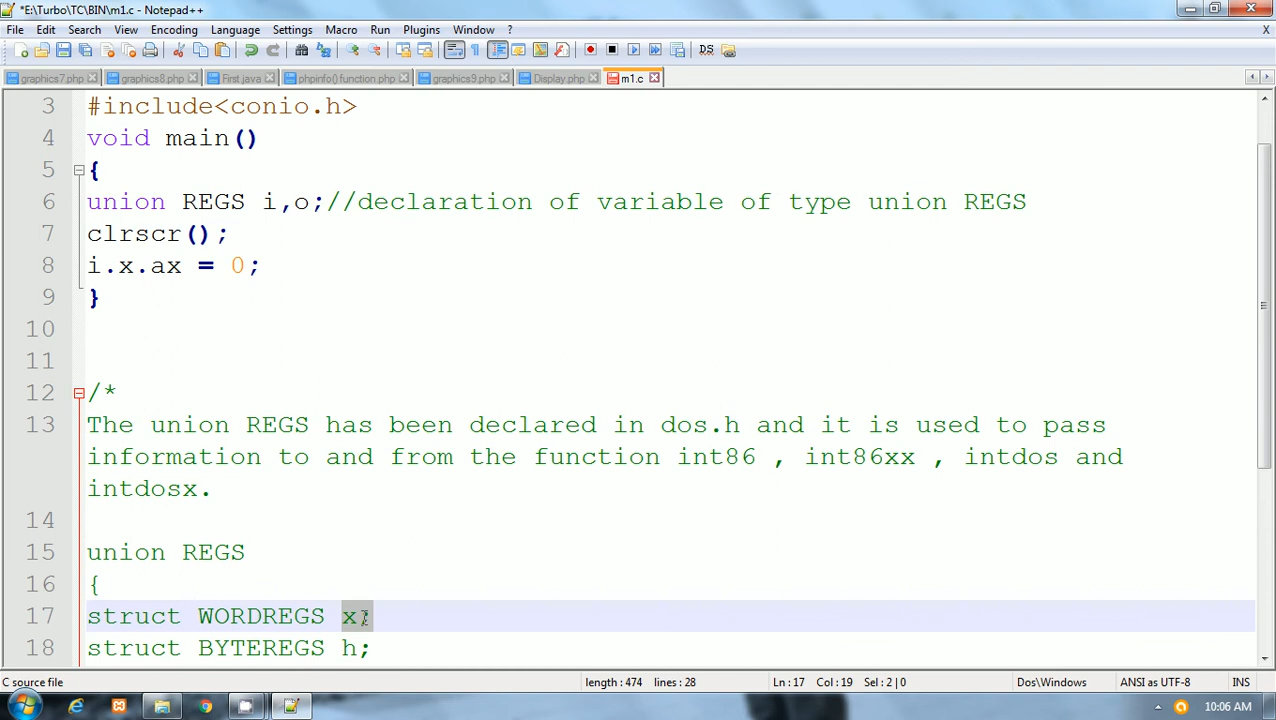 *E:\Turbo\TC\BIN\m1.c - Notepad++
File Edit Search View Encoding Language Settings Macro Run Plugins Window ? X
graphics7.php graphics8.php First.java phpinfo() function.php graphics9.php Display.php m1.c
3 #include<conio.h>
4 void main()
5 {
6 union REGS i,o;//declaration of variable of type union REGS
7 clrscr();
8 i.x.ax = 0;
9 }
10
11
12 /*
13 The union REGS has been declared in dos.h and it is used to pass
information to and from the function int86 , int86xx , intdos and
intdosx.
14
15 union REGS
16 {
17 struct WORDREGS x;
18 struct BYTEREGS h;
C source file length : 474 lines : 28 Ln : 17 Col : 19 Sel : 2 | 0 Dos\Windows ANSI as UTF-8 INS
10:06 AM